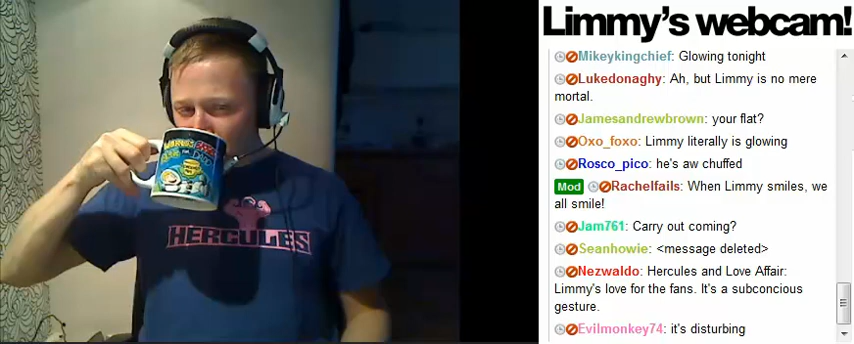 Limmy's webcam!
Mikeykingchief: Glowing tonight
Lukedonaghy: Ah, but Limmy is no mere
mortal.
Jamesandrewbrown: your flat?
Oxo_foxo: Limmy literally is glowing
Rosco_pico: he's aw chuffed
Mod Rachelfails: When Limmy smiles, we
all smile!
Jam761: Carry out coming?
Seanhowie: <message deleted>
Nezwaldo: Hercules and Love Affair:
Limmy's love for the fans. It's a subconcious
gesture.
Evilmonkey74: it's disturbing
HERCULES